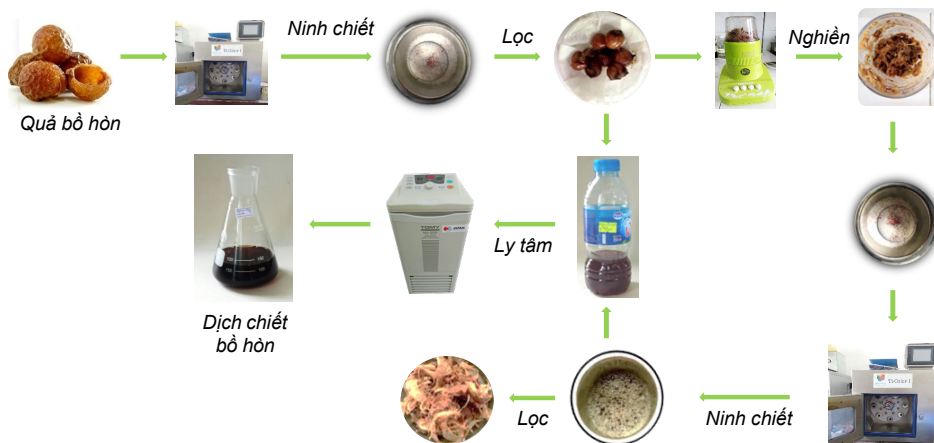 Ninh chiết
Lọc
Nghiền
Quả bồ hòn
Ly tâm
Dịch chiết
bồ hòn
Lọc
Ninh chiết